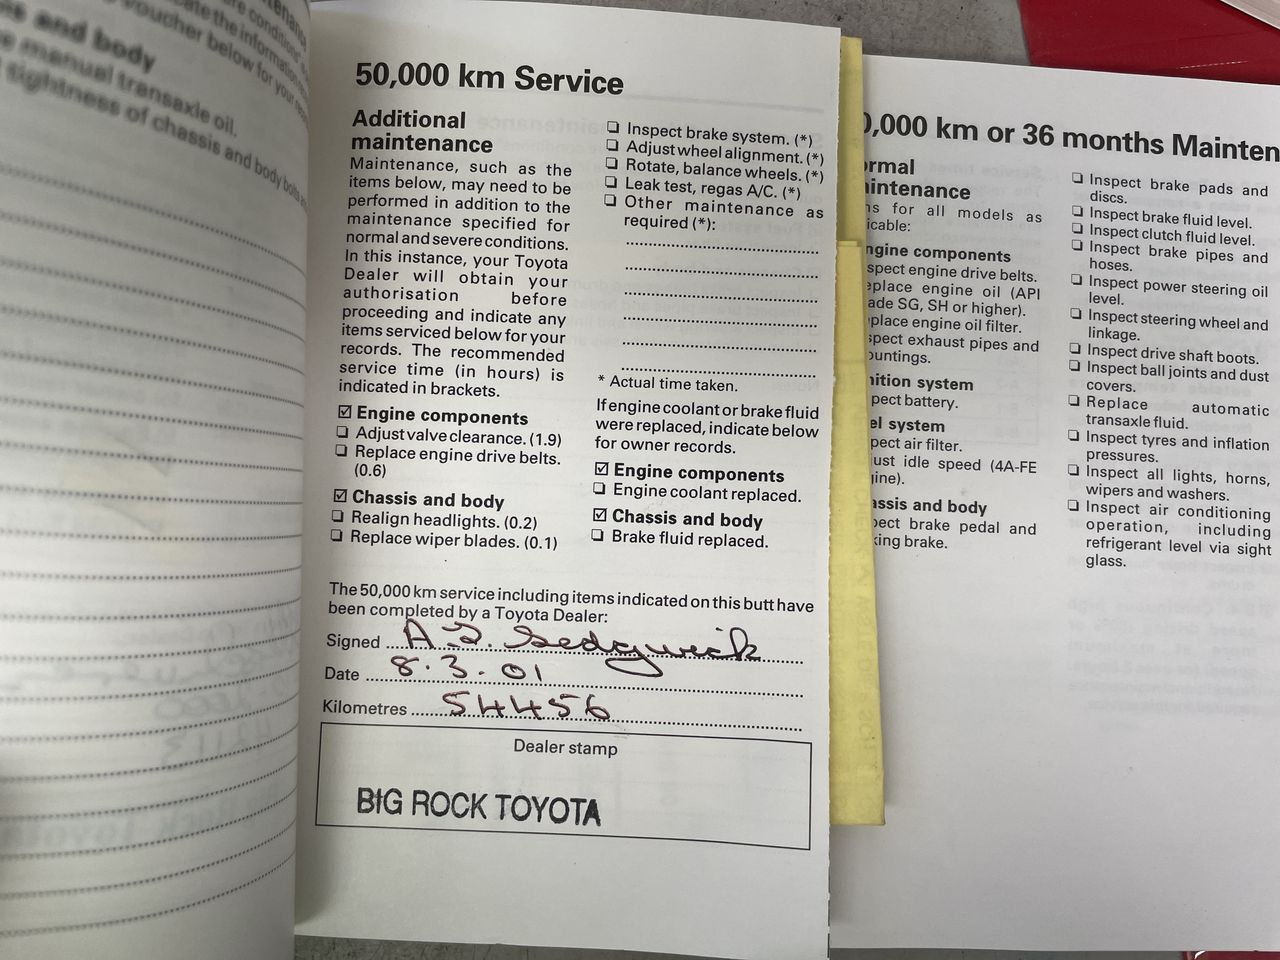 and body
manual transaxle oil.
tightness of chassis and body bolts
50,000 km Service
Additional
maintenance
Maintenance, such as the
items below, may need to be
performed in addition to the
maintenance specified for
normal and severe conditions.
In this instance, your Toyota
Dealer will obtain your
authorisation before
proceeding and indicate any
items serviced below for your
records. The recommended
service time (in hours) is
indicated in brackets.
☑ Engine components
❏ Adjust valve clearance. (1.9)
❏ Replace engine drive belts.
(0.6)
☑ Chassis and body
❏ Realign headlights. (0.2)
❏ Replace wiper blades. (0.1)
❏ Inspect brake system. (*)
❏ Adjust wheel alignment. (*)
❏ Rotate, balance wheels. (*)
❏ Leak test, regas A/C. (*)
❏ Other maintenance as
required (*):
* Actual time taken.
If engine coolant or brake fluid
were replaced, indicate below
for owner records.
☑ Engine components
❏ Engine coolant replaced.
☑ Chassis and body
❏ Brake fluid replaced.
The 50,000 km service including items indicated on this butt have
been completed by a Toyota Dealer:
Signed A. S. Sedgwick
Date 8.3.01
Kilometres 54456
Dealer stamp
BIG ROCK TOYOTA
0,000 km or 36 months Mainten
ormal
aintenance
ns for all models as
icable:
ngine components
spect engine drive belts.
eplace engine oil (API
ade SG, SH or higher).
eplace engine oil filter.
spect exhaust pipes and
ountings.
nition system
pect battery.
el system
pect air filter.
ust idle speed (4A-FE
gine).
assis and body
pect brake pedal and
king brake.
❏ Inspect brake pads and
discs.
❏ Inspect brake fluid level.
❏ Inspect clutch fluid level.
❏ Inspect brake pipes and
hoses.
❏ Inspect power steering oil
level.
❏ Inspect steering wheel and
linkage.
❏ Inspect drive shaft boots.
❏ Inspect ball joints and dust
covers.
❏ Replace automatic
transaxle fluid.
❏ Inspect tyres and inflation
pressures.
❏ Inspect all lights, horns,
wipers and washers.
❏ Inspect air conditioning
operation, including
refrigerant level via sight
glass.